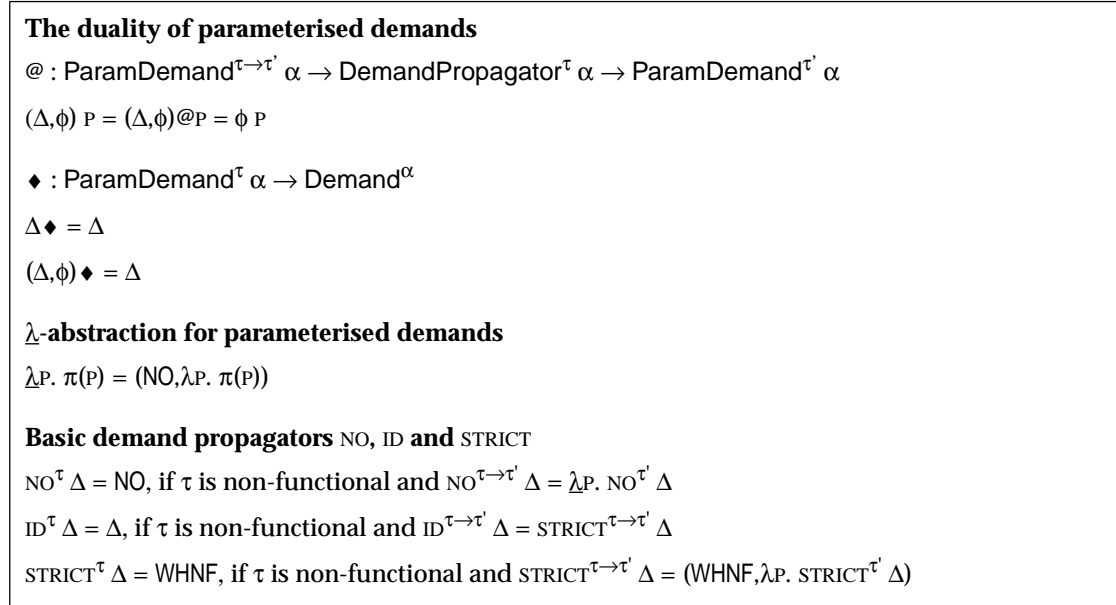 The duality of parameterised demands
@ : ParamDemand^τ→τ' α → DemandPropagator^τ α → ParamDemand^τ' α
(Δ,ϕ) P = (Δ,ϕ)@P = ϕ P
♦ : ParamDemand^τ α → Demand^α
Δ♦ = Δ
(Δ,ϕ)♦ = Δ
λ-abstraction for parameterised demands
λP. π(P) = (NO,λP. π(P))
Basic demand propagators NO, ID and STRICT
NO^τ Δ = NO, if τ is non-functional and NO^τ→τ' Δ = λP. NO^τ' Δ
ID^τ Δ = Δ, if τ is non-functional and ID^τ→τ' Δ = STRICT^τ→τ' Δ
STRICT^τ Δ = WHNF, if τ is non-functional and STRICT^τ→τ' Δ = (WHNF,λP. STRICT^τ' Δ)